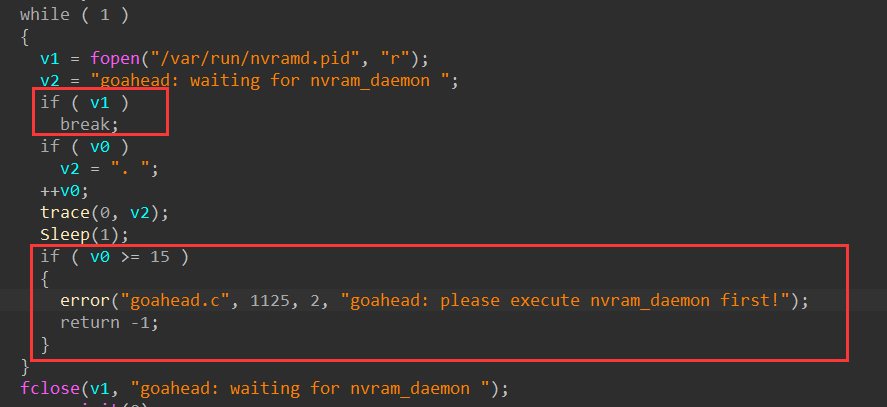 while ( 1 )
{
v1 = fopen("/var/run/nvramd.pid", "r");
v2 = "goahead: waiting for nvram_daemon ";
if ( v1 )
break;
if ( v0 )
v2 = ". ";
++v0;
trace(0, v2);
Sleep(1);
if ( v0 >= 15 )
{
error("goahead.c", 1125, 2, "goahead: please execute nvram_daemon first!");
return -1;
}
}
fclose(v1, "goahead: waiting for nvram_daemon ");